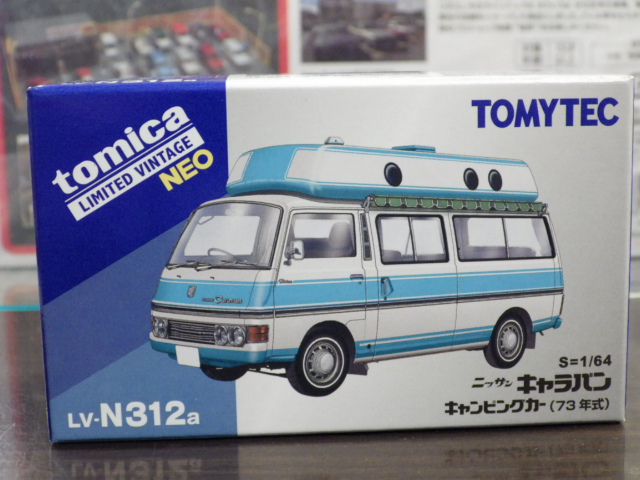 tomica
LIMITED VINTAGE
NEO
TOMYTEC
S=1/64
ニッサン キャラバン
キャンピングカー(73年式)
LV-N312a